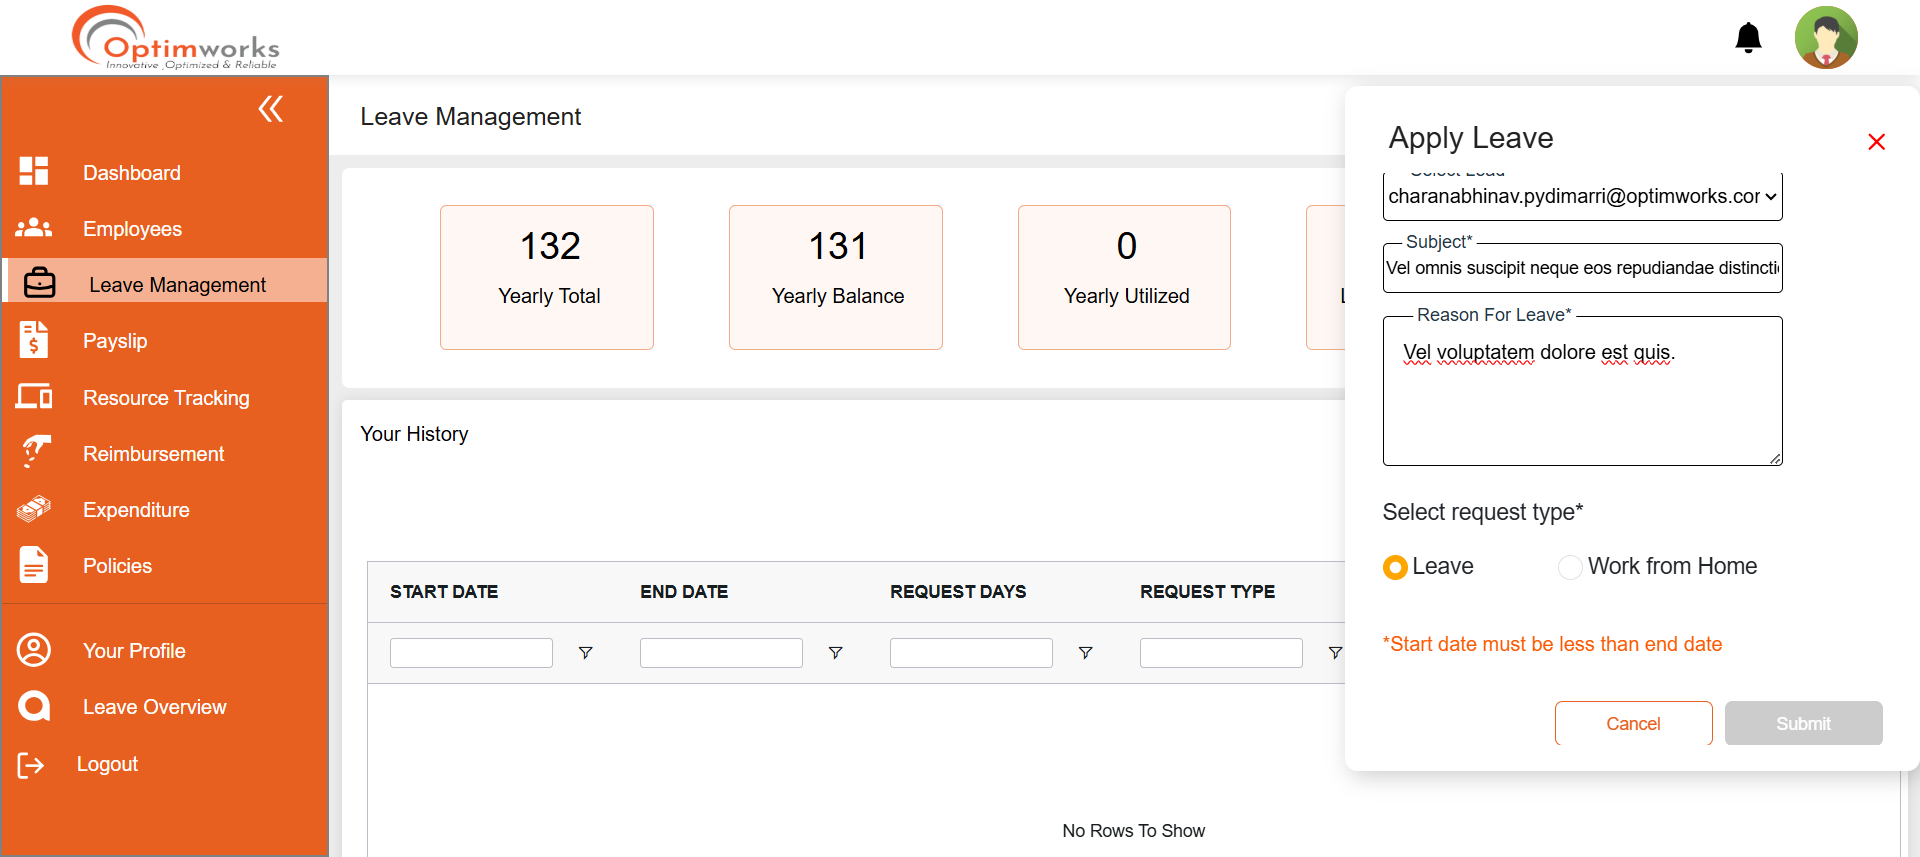 Optimworks
Innovative ,Optimized & Reliable
Dashboard
Employees
Leave Management
Payslip
Resource Tracking
Reimbursement
Expenditure
Policies
Your Profile
Leave Overview
Logout
Leave Management
132
Yearly Total
131
Yearly Balance
0
Yearly Utilized
Your History
START DATE
END DATE
REQUEST DAYS
REQUEST TYPE
No Rows To Show
Apply Leave
Select Lead
charanabhinav.pydimarri@optimworks.cor
Subject*
Vel omnis suscipit neque eos repudiandae distincti
Reason For Leave*
Vel voluptatem dolore est quis.
Select request type*
Leave
Work from Home
*Start date must be less than end date
Cancel
Submit